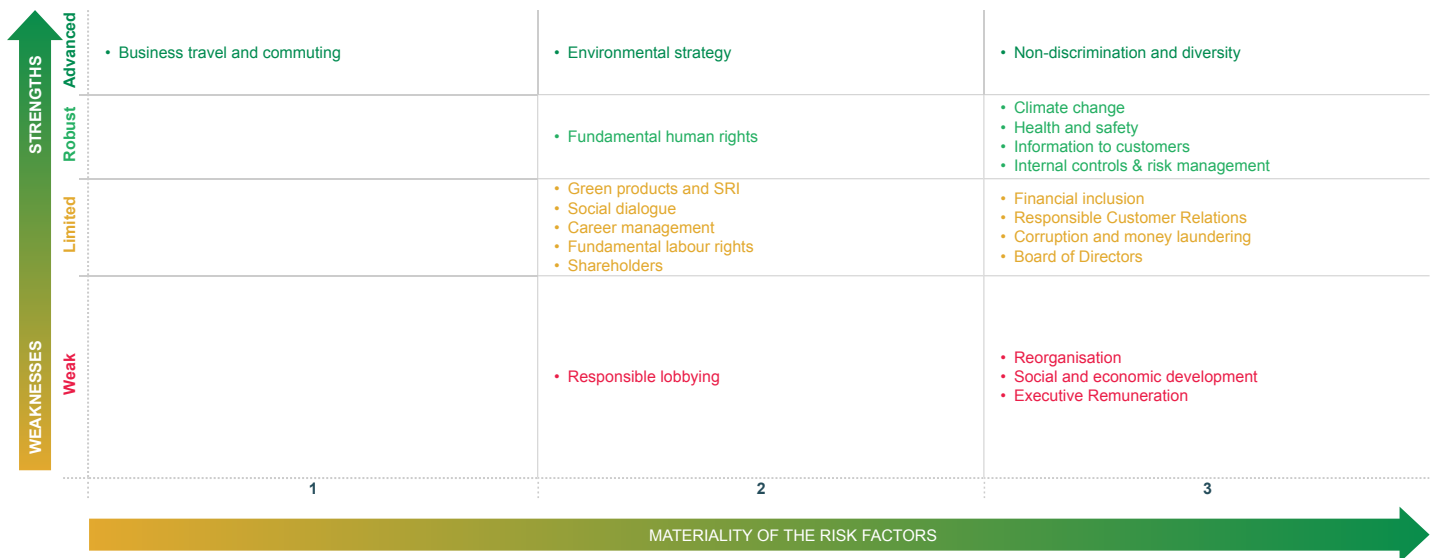 STRENGTHS
WEAKNESSES
Advanced
• Business travel and commuting
• Environmental strategy
• Non-discrimination and diversity
Robust
• Fundamental human rights
• Climate change
• Health and safety
• Information to customers
• Internal controls & risk management
Limited
• Green products and SRI
• Social dialogue
• Career management
• Fundamental labour rights
• Shareholders
• Financial inclusion
• Responsible Customer Relations
• Corruption and money laundering
• Board of Directors
Weak
• Responsible lobbying
• Reorganisation
• Social and economic development
• Executive Remuneration
1
2
3
MATERIALITY OF THE RISK FACTORS